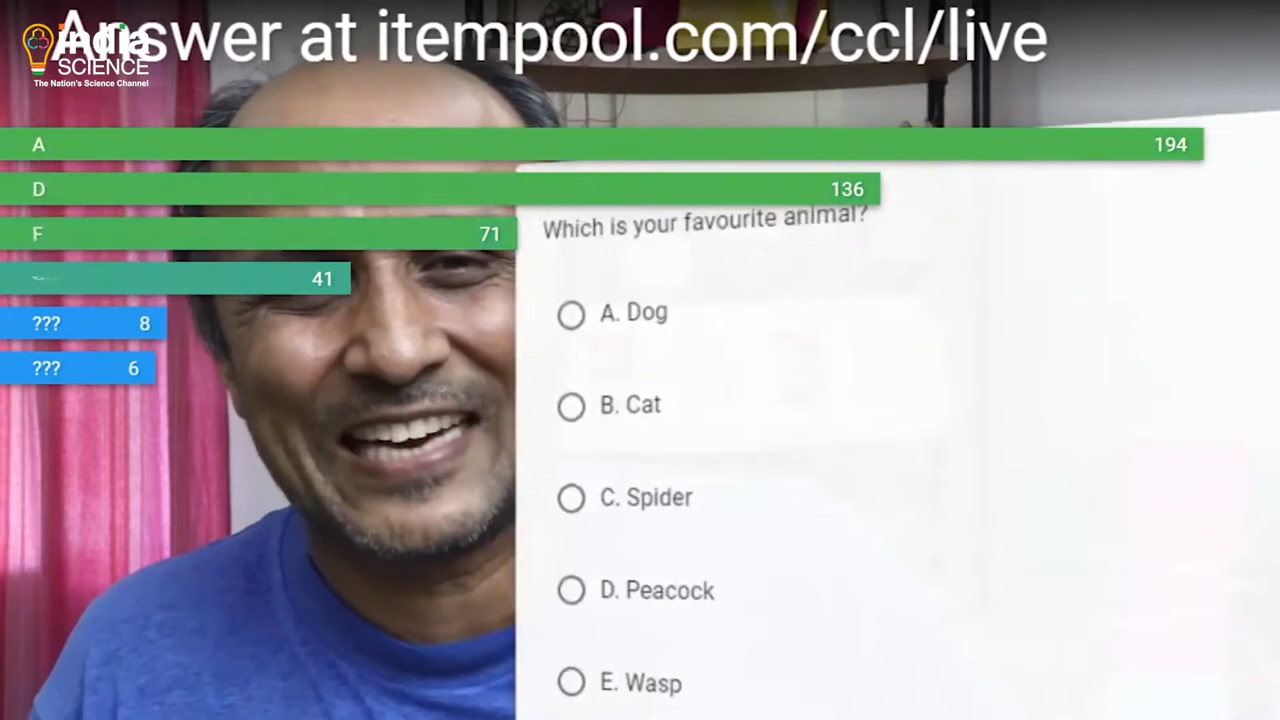 Answer at itempool.com/ccl/live
india
SCIENCE
The Nation's Science Channel
A 194
D 136
F 71
41
??? 8
??? 6
Which is your favourite animal?
A. Dog
B. Cat
C. Spider
D. Peacock
E. Wasp